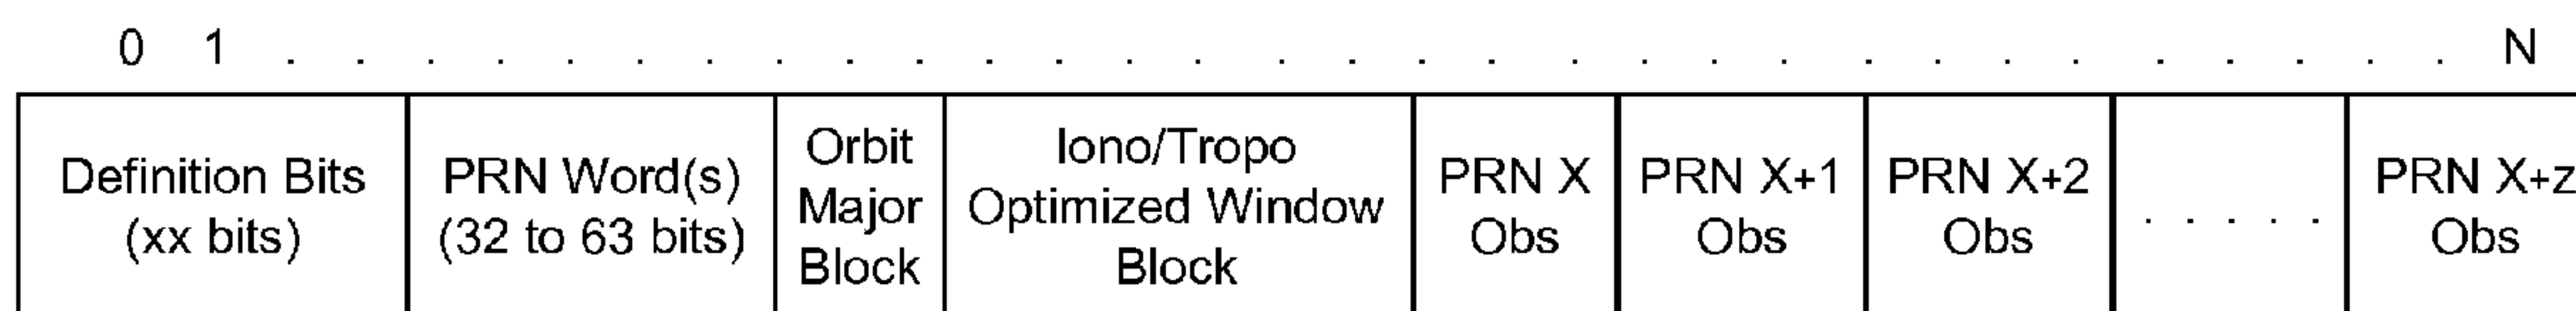 0 1 . . . . . . . . . . . . . . . . . . . . . . . . . . . . . . . N
Definition Bits
(xx bits)
PRN Word(s)
(32 to 63 bits)
Orbit
Major
Block
Iono/Tropo
Optimized Window
Block
PRN X
Obs
PRN X+1
Obs
PRN X+2
Obs
. . . . .
PRN X+z
Obs